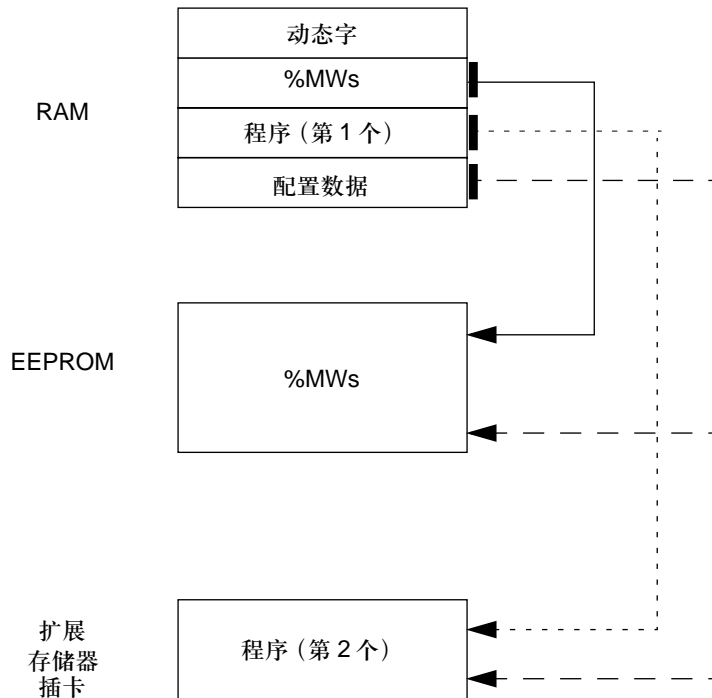 动态字
RAM
%MWs
程序（第 1 个）
配置数据
EEPROM
%MWs
扩展
存储器
插卡
程序（第 2 个）